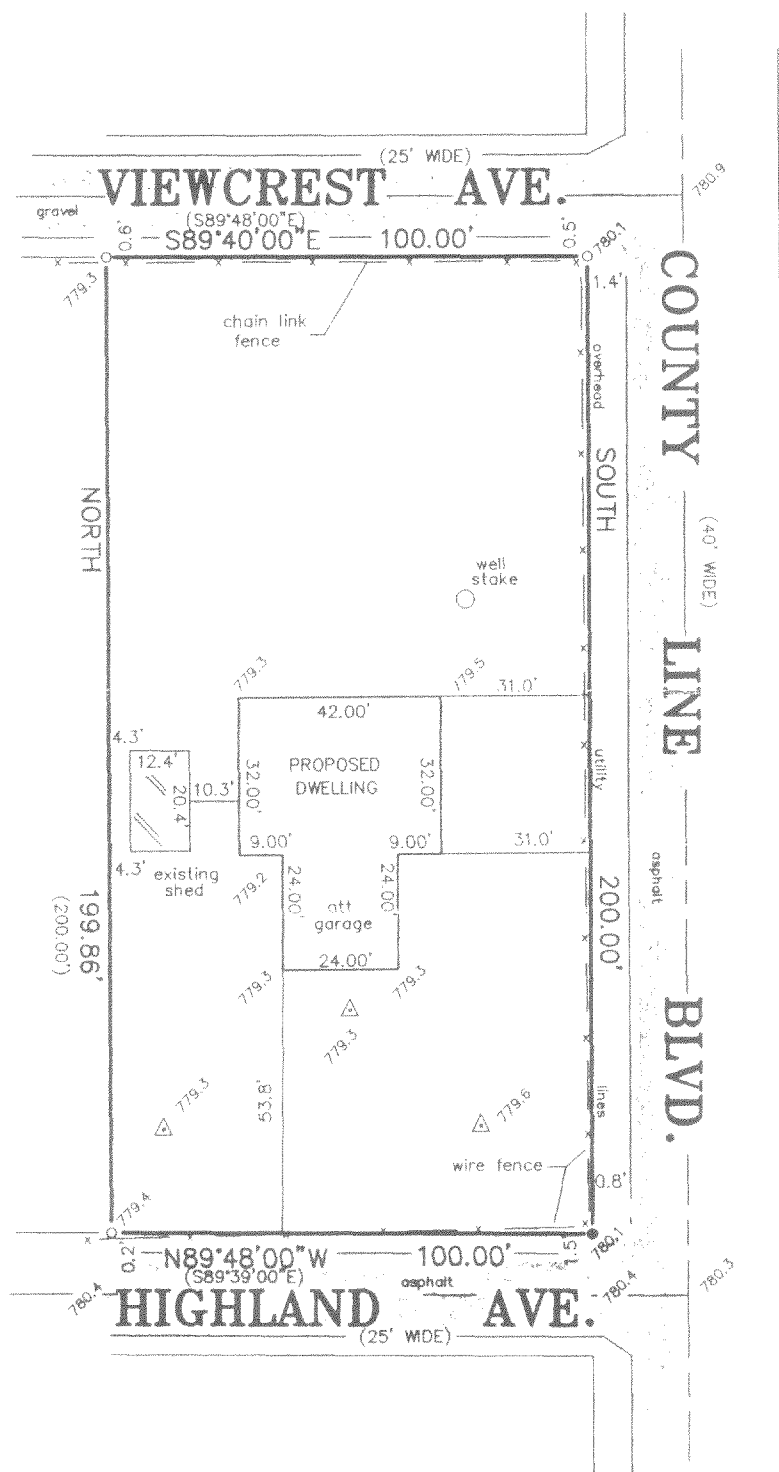 (25' WIDE)
VIEWCREST AVE.
780.9
gravel
(S89°48'00"E)
S89°40'00"E 100.00'
0.9'
0.5'
780.1
779.3
1.4'
chain link
fence
overhead
COUNTY LINE BLVD.
(40' WIDE)
NORTH
SOUTH
well
stake
779.3
779.5
31.0'
42.00'
4.3'
12.4'
10.3'
20.4'
32.00'
PROPOSED
DWELLING
32.00'
utility
9.00'
9.00'
31.0'
4.3'
existing
shed
779.2
24.00'
24.00'
att
garage
asphalt
199.86'
(200.00')
200.00'
24.00'
779.3
779.3
779.3
53.8'
779.3
779.6
lines
wire fence
0.8'
779.4
0.2'
N89°48'00"W 100.00'
(S89°39'00"E)
1.5'
780.1
asphalt
780.4
780.4
780.3
HIGHLAND AVE.
(25' WIDE)